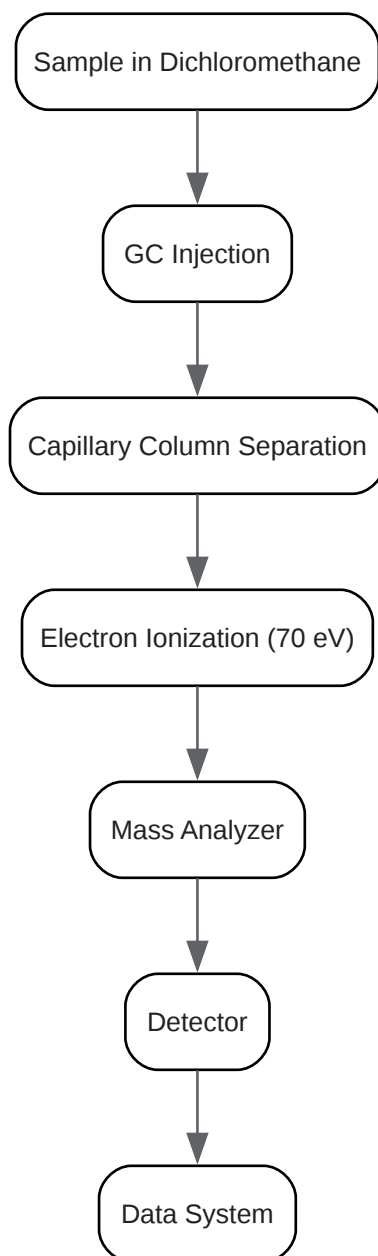 Sample in Dichloromethane
GC Injection
Capillary Column Separation
Electron Ionization (70 eV)
Mass Analyzer
Detector
Data System